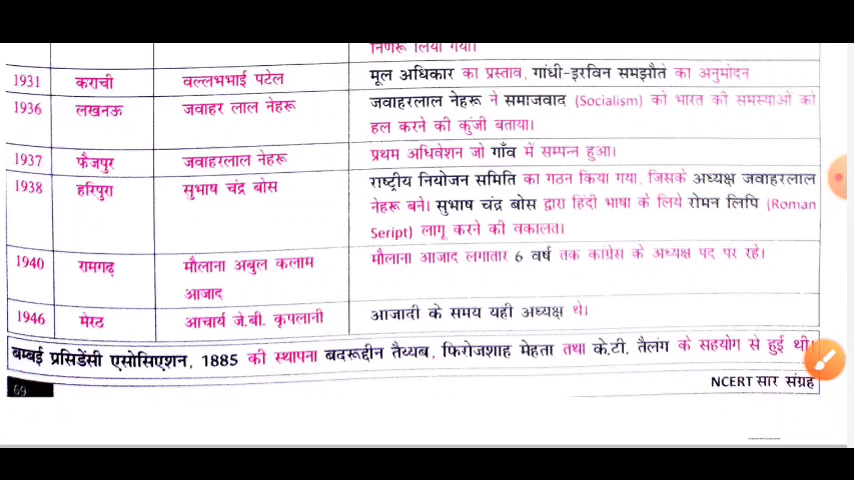 निर्णय लिया गया।
1931 कराची वल्लभभाई पटेल मूल अधिकार का प्रस्ताव, गांधी-इरविन समझौते का अनुमोदन
1936 लखनऊ जवाहर लाल नेहरू जवाहरलाल नेहरू ने समाजवाद (Socialism) को भारत की समस्याओं को
हल करने की कुंजी बताया।
1937 फैजपुर जवाहरलाल नेहरू प्रथम अधिवेशन जो गाँव में सम्पन्न हुआ।
1938 हरिपुरा सुभाष चंद्र बोस राष्ट्रीय नियोजन समिति का गठन किया गया, जिसके अध्यक्ष जवाहरलाल
नेहरू बने। सुभाष चंद्र बोस द्वारा हिंदी भाषा के लिये रोमन लिपि (Roman
Seript) लागू करने की वकालत।
1940 रामगढ़ मौलाना अबुल कलाम मौलाना आजाद लगातार 6 वर्ष तक कांग्रेस के अध्यक्ष पद पर रहे।
आजाद
1946 मेरठ आचार्य जे.बी. कृपलानी आजादी के समय यही अध्यक्ष थे।
बम्बई प्रसिडेंसी एसोसिएशन, 1885 की स्थापना बदरूद्दीन तैय्यब, फिरोजशाह मेहता तथा के.टी. तैलंग के सहयोग से हुई थी।
69 NCERT सार संग्रह